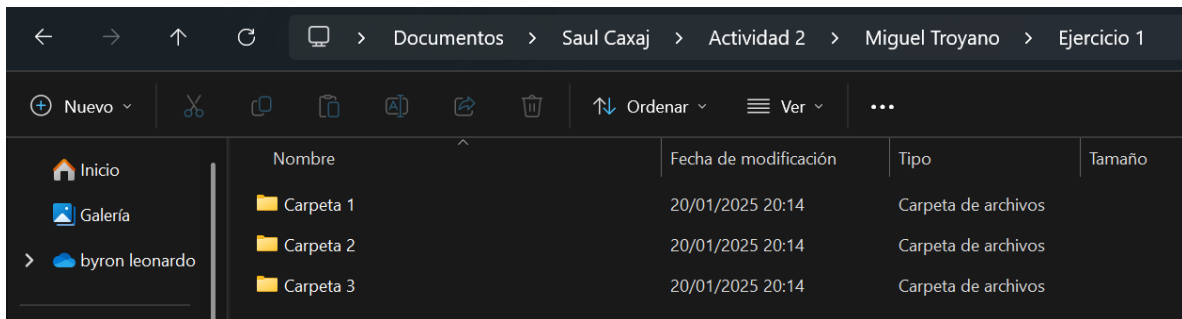 Documentos > Saul Caxaj > Actividad 2 > Miguel Troyano > Ejercicio 1
Nuevo Ordenar Ver ...
Nombre Fecha de modificación Tipo Tamaño
Inicio
Carpeta 1 20/01/2025 20:14 Carpeta de archivos
Galería
Carpeta 2 20/01/2025 20:14 Carpeta de archivos
byron leonardo
Carpeta 3 20/01/2025 20:14 Carpeta de archivos